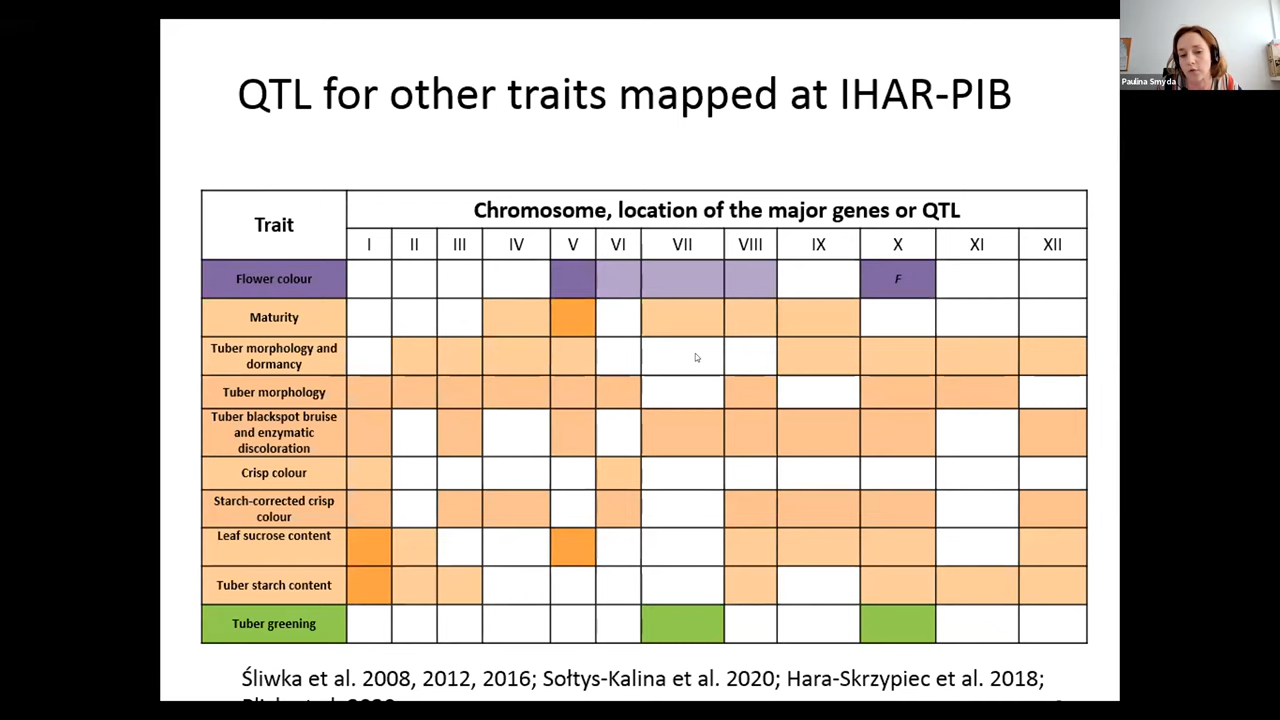 QTL for other traits mapped at IHAR-PIB
Paulina Smyda
Trait
Chromosome, location of the major genes or QTL
I II III IV V VI VII VIII IX X XI XII
Flower colour
F
Maturity
Tuber morphology and
dormancy
Tuber morphology
Tuber blackspot bruise
and enzymatic
discoloration
Crisp colour
Starch-corrected crisp
colour
Leaf sucrose content
Tuber starch content
Tuber greening
Śliwka et al. 2008, 2012, 2016; Sołtys-Kalina et al. 2020; Hara-Skrzypiec et al. 2018;